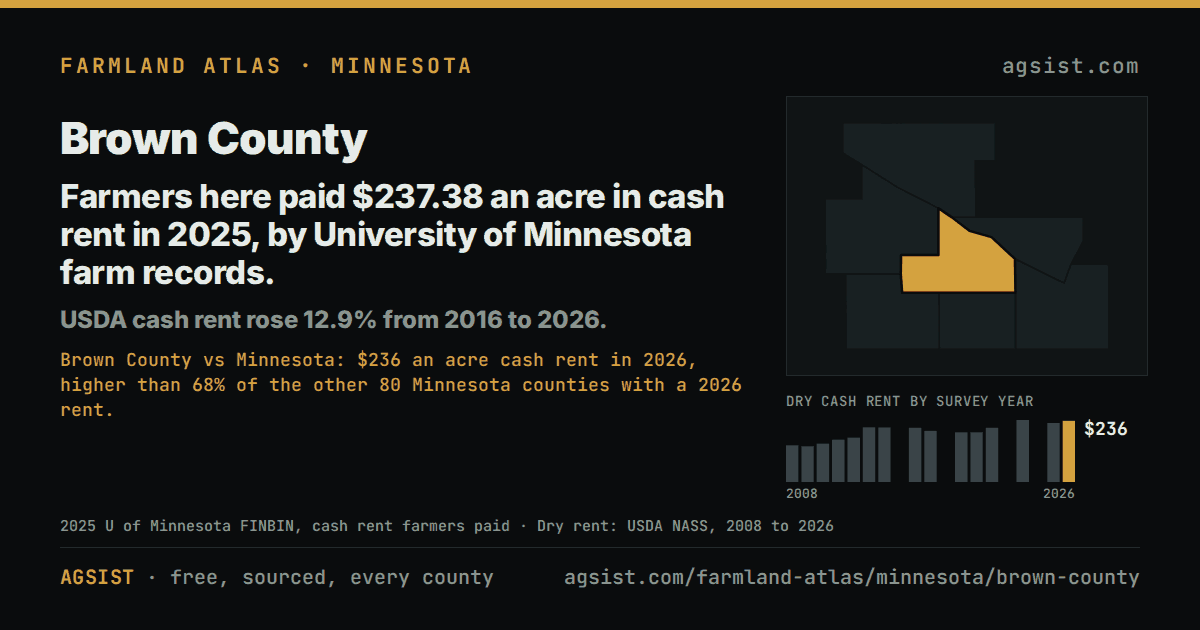 FARMLAND ATLAS · MINNESOTA
agsist.com
Brown County
Farmers here paid $237.38 an acre in cash
rent in 2025, by University of Minnesota
farm records.
USDA cash rent rose 12.9% from 2016 to 2026.
Brown County vs Minnesota: $236 an acre cash rent in 2026,
higher than 68% of the other 80 Minnesota counties with a 2026
rent.
DRY CASH RENT BY SURVEY YEAR
$236
2008
2026
2025 U of Minnesota FINBIN, cash rent farmers paid · Dry rent: USDA NASS, 2008 to 2026
AGSIST · free, sourced, every county
agsist.com/farmland-atlas/minnesota/brown-county